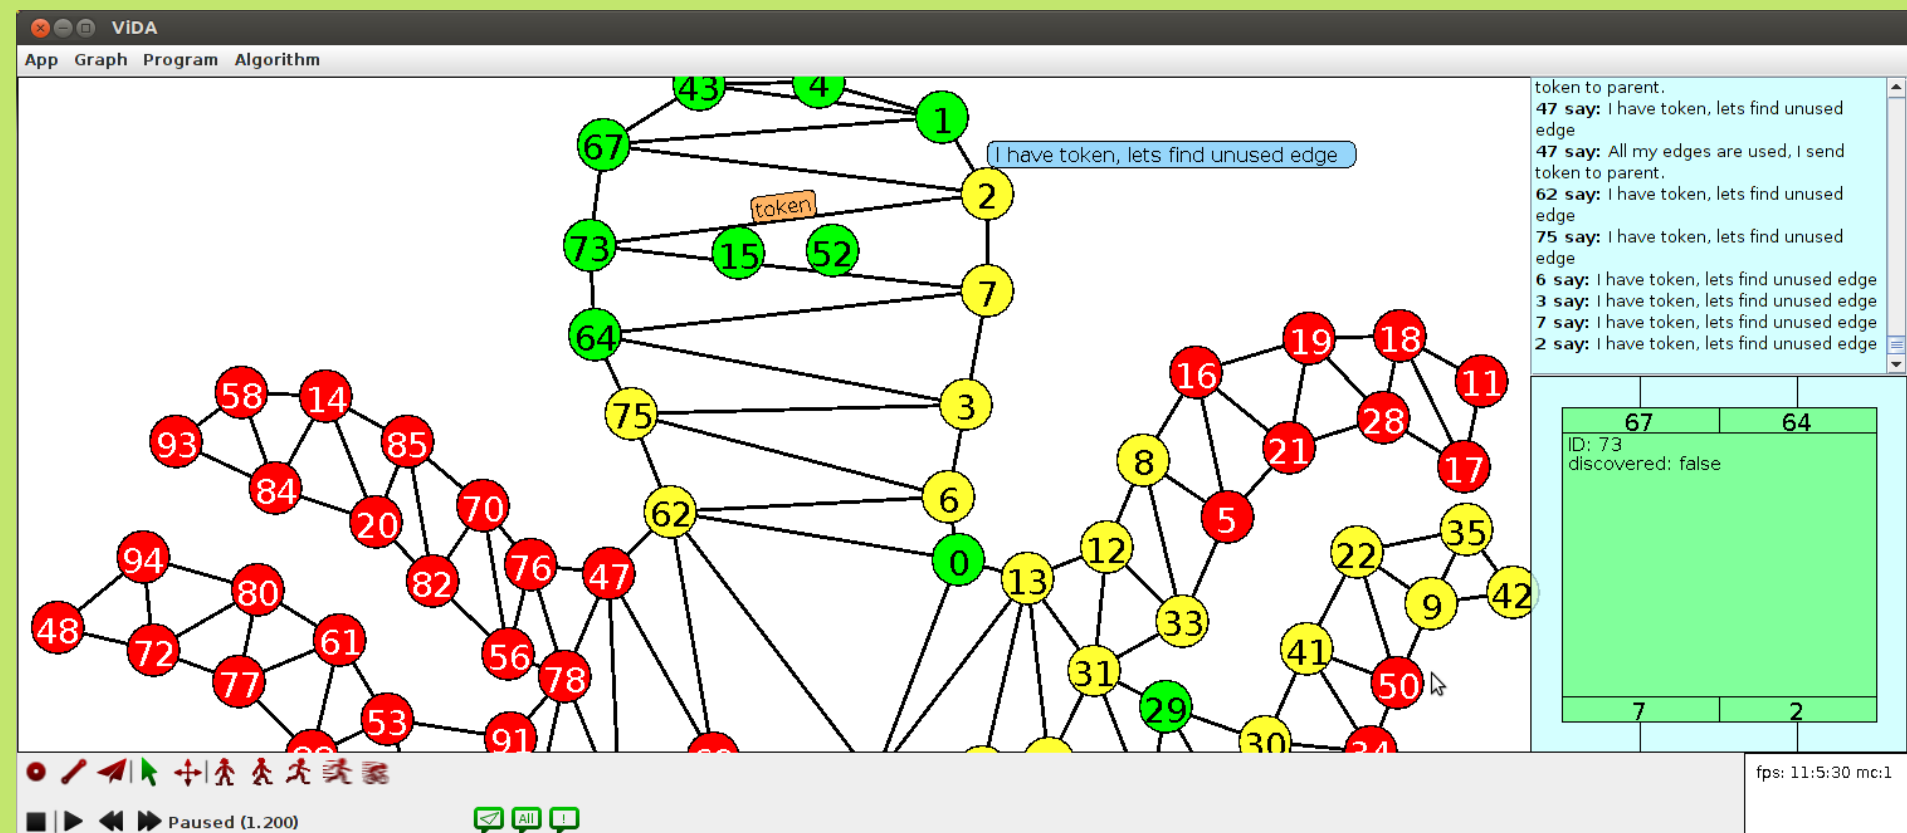 ViDA
App Graph Program Algorithm
43 4
1
67
I have token, lets find unused edge
2
token
73 15 52
7
64
19 18
16 11
58 14
75 3
28
93 85
21
8
17
84
70 6
62 5
20
35
12 22
94
76 47 0
13
82
80
42
9
48
33
61
72
56
41
31
78
77
50
29
53
91
30
34
token to parent.
47 say: I have token, lets find unused
edge
47 say: All my edges are used, I send
token to parent.
62 say: I have token, lets find unused
edge
75 say: I have token, lets find unused
edge
6 say: I have token, lets find unused edge
3 say: I have token, lets find unused edge
7 say: I have token, lets find unused edge
2 say: I have token, lets find unused edge
67 64
ID: 73
discovered: false
7 2
Paused (1.200)
All !
fps: 11:5:30 mc:1